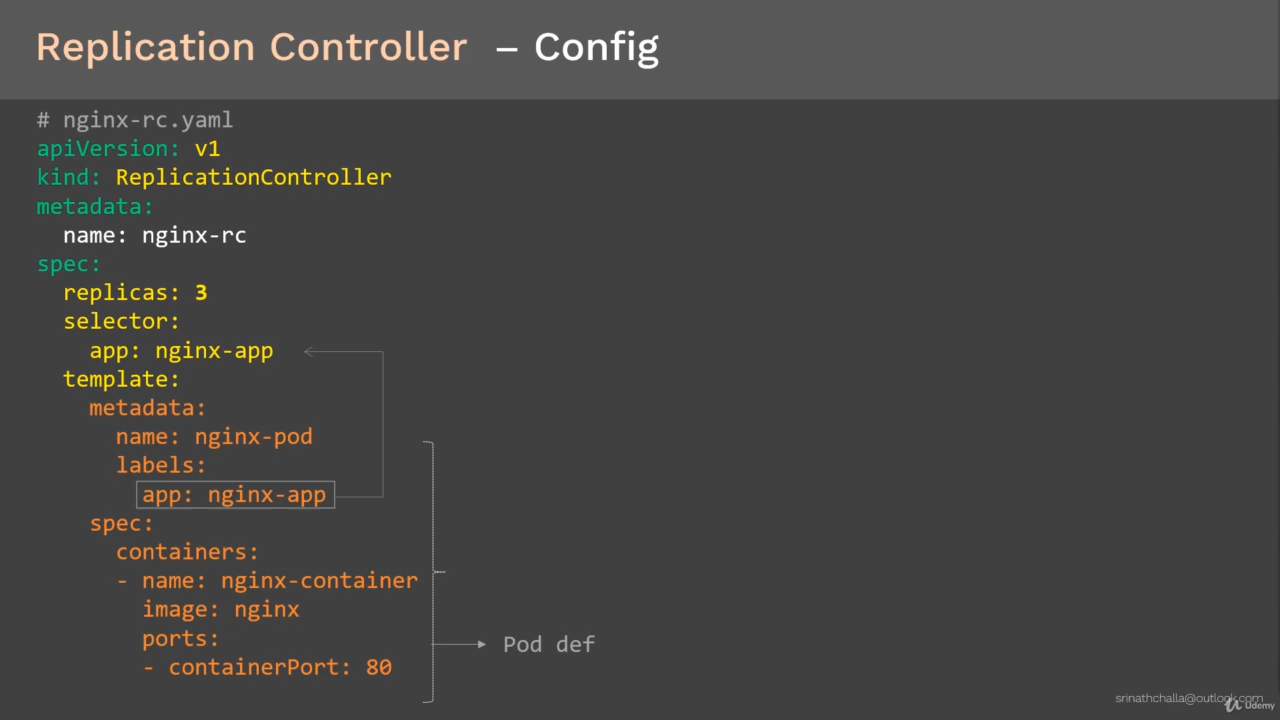 Replication Controller – Config
# nginx-rc.yaml
apiVersion: v1
kind: ReplicationController
metadata:
  name: nginx-rc
spec:
  replicas: 3
  selector:
    app: nginx-app
  template:
    metadata:
      name: nginx-pod
      labels:
        app: nginx-app
    spec:
      containers:
      - name: nginx-container
        image: nginx
        ports:
        - containerPort: 80
Pod def
srinathchalla@outlook.com
Udemy